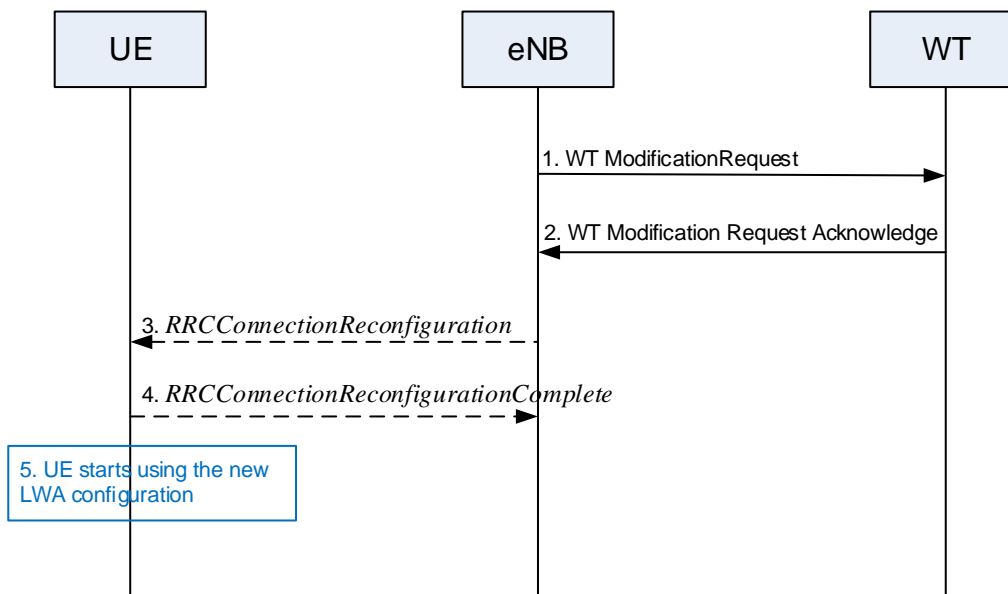 UE
eNB
WT
1. WT ModificationRequest
2. WT Modification Request Acknowledge
3. RRCConnectionReconfiguration
4. RRCConnectionReconfigurationComplete
5. UE starts using the new
LWA configuration